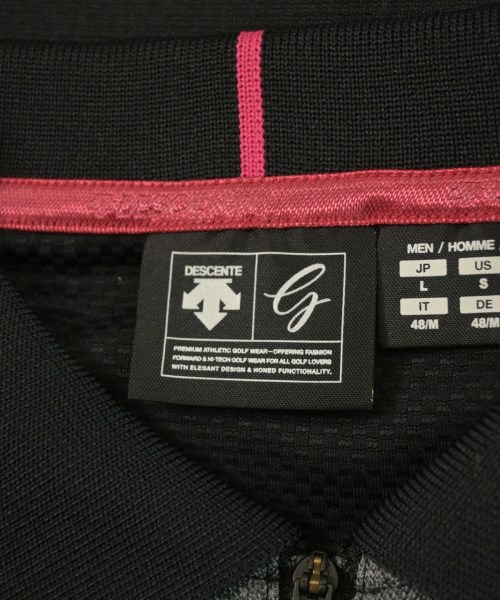 DESCENTE
G
PREMIUM ATHLETIC GOLF WEAR—OFFERING FASHION
FORWARD & HI-TECH GOLF WEAR FOR ALL GOLF LOVERS
WITH ELEGANT DESIGN & HONED FUNCTIONALITY.
MEN / HOMME /
JP US
L S
IT DE
48/M 48/M